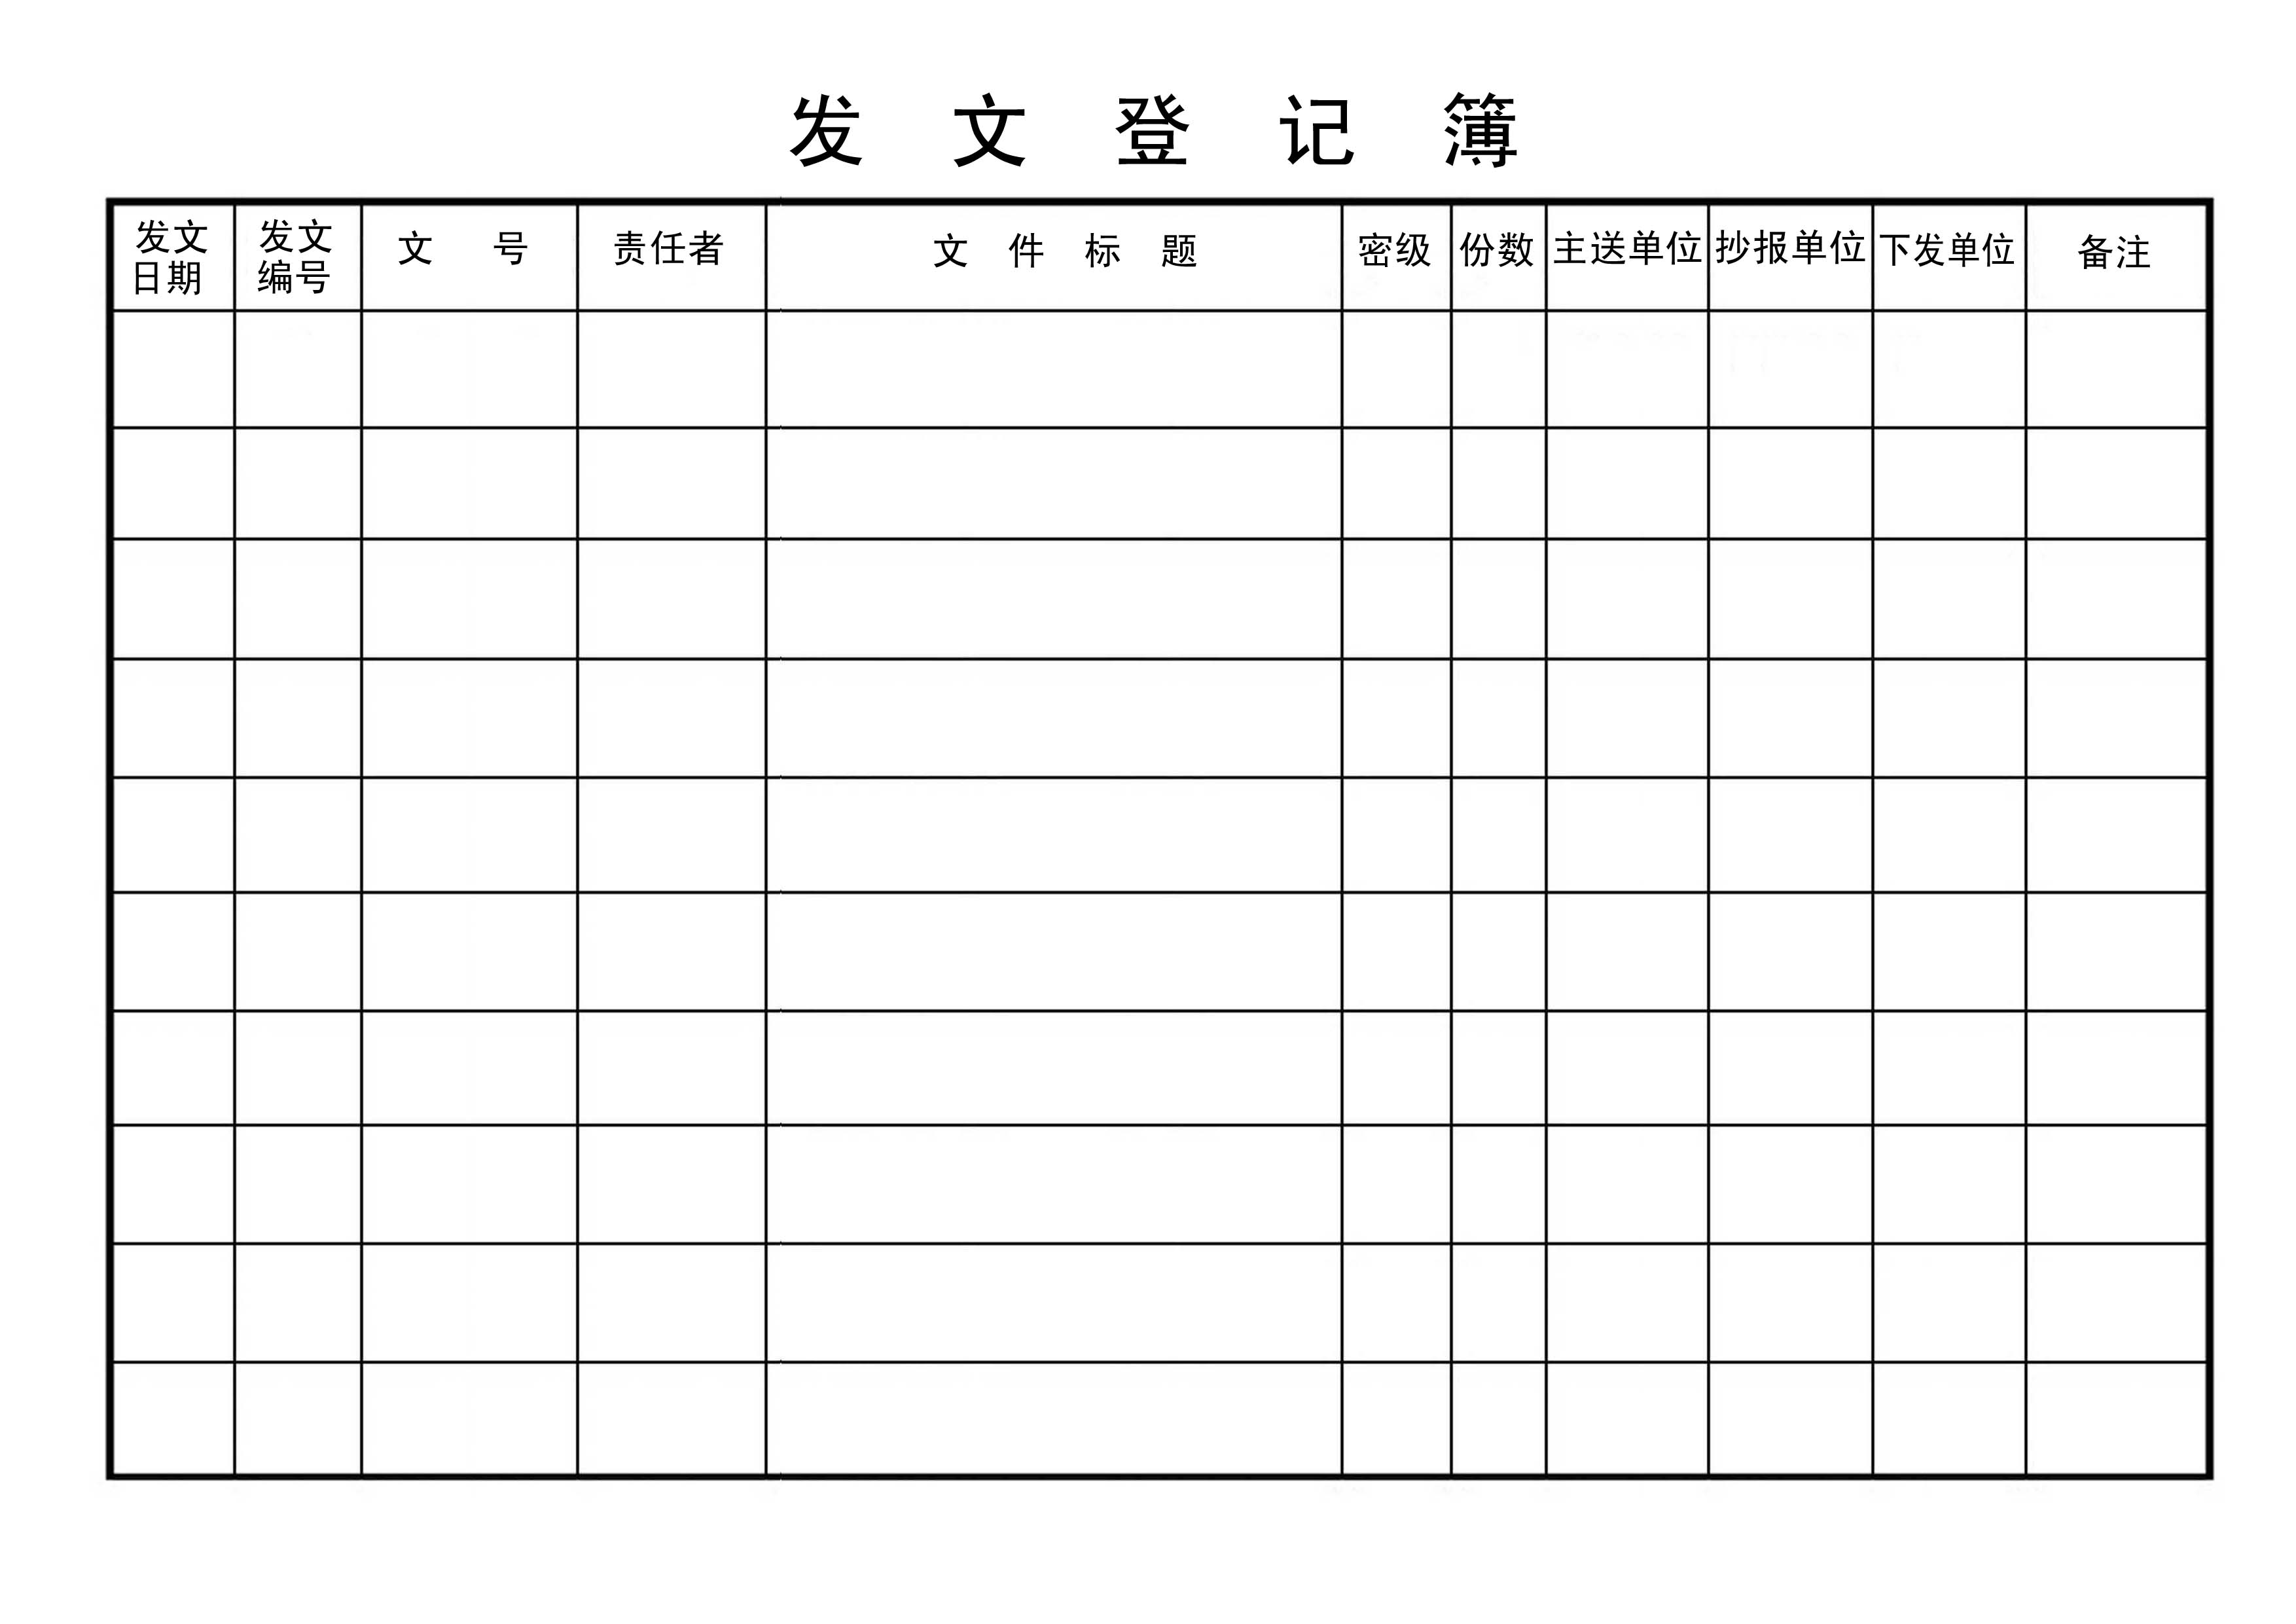 发文登记簿
发文
日期
发文
编号
文号
责任者
文件标题
密级
份数
主送单位
抄报单位
下发单位
备注